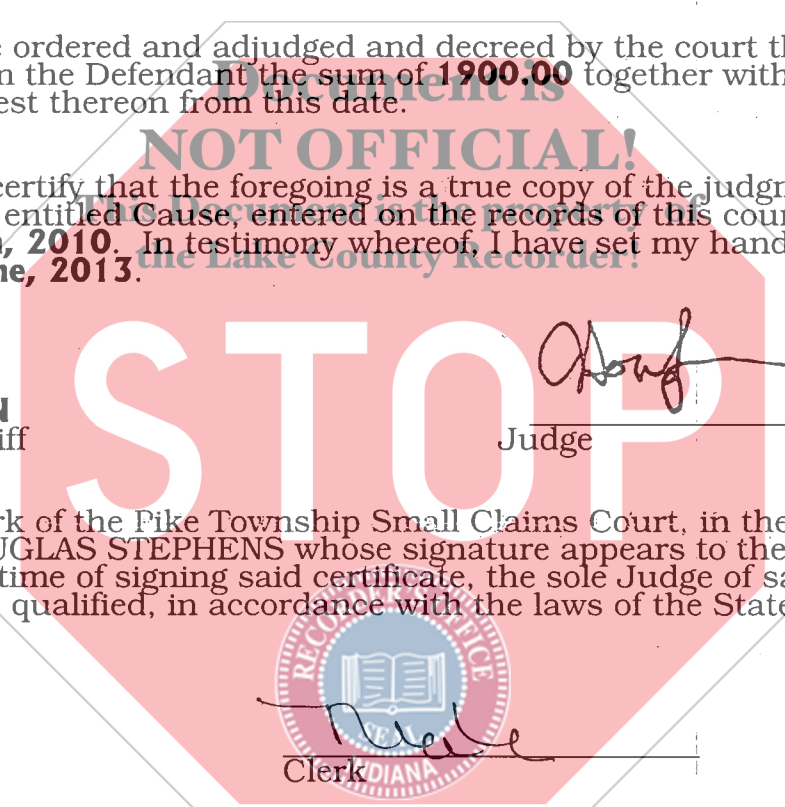 e ordered and adjudged and decreed by the court th
n the Defendant the sum of 1900.00 together with
est thereon from this date.
Document is
NOT OFFICIAL!
This Document is the property of
the Lake County Recorder!
certify that the foregoing is a true copy of the judgn
entitled Cause, entered on the records of this cour
, 2010. In testimony whereof, I have set my hand
ne, 2013.
STOP
N
iff
Judge
rk of the Pike Township Small Claims Court, in the
UGLAS STEPHENS whose signature appears to the
time of signing said certificate, the sole Judge of sa
qualified, in accordance with the laws of the State
RECORDER'S OFFICE
SEAL
INDIANA
Clerk